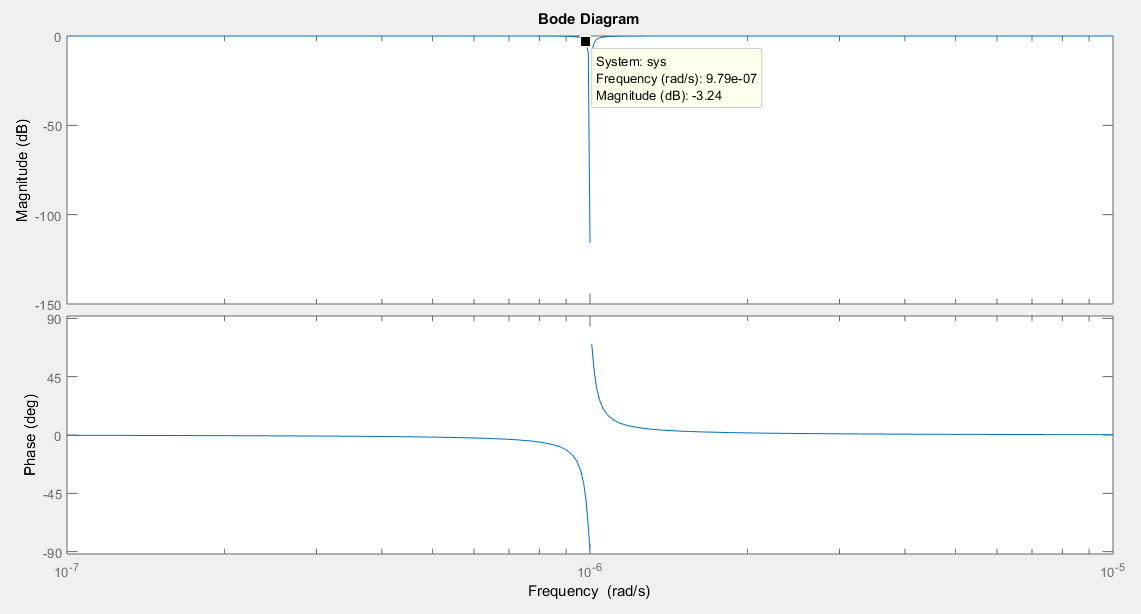 Bode Diagram
Magnitude (dB)
0
-50
-100
-150
System: sys
Frequency (rad/s): 9.79e-07
Magnitude (dB): -3.24
Phase (deg)
90
45
0
-45
-90
10⁻⁷
10⁻⁶
10⁻⁵
Frequency (rad/s)